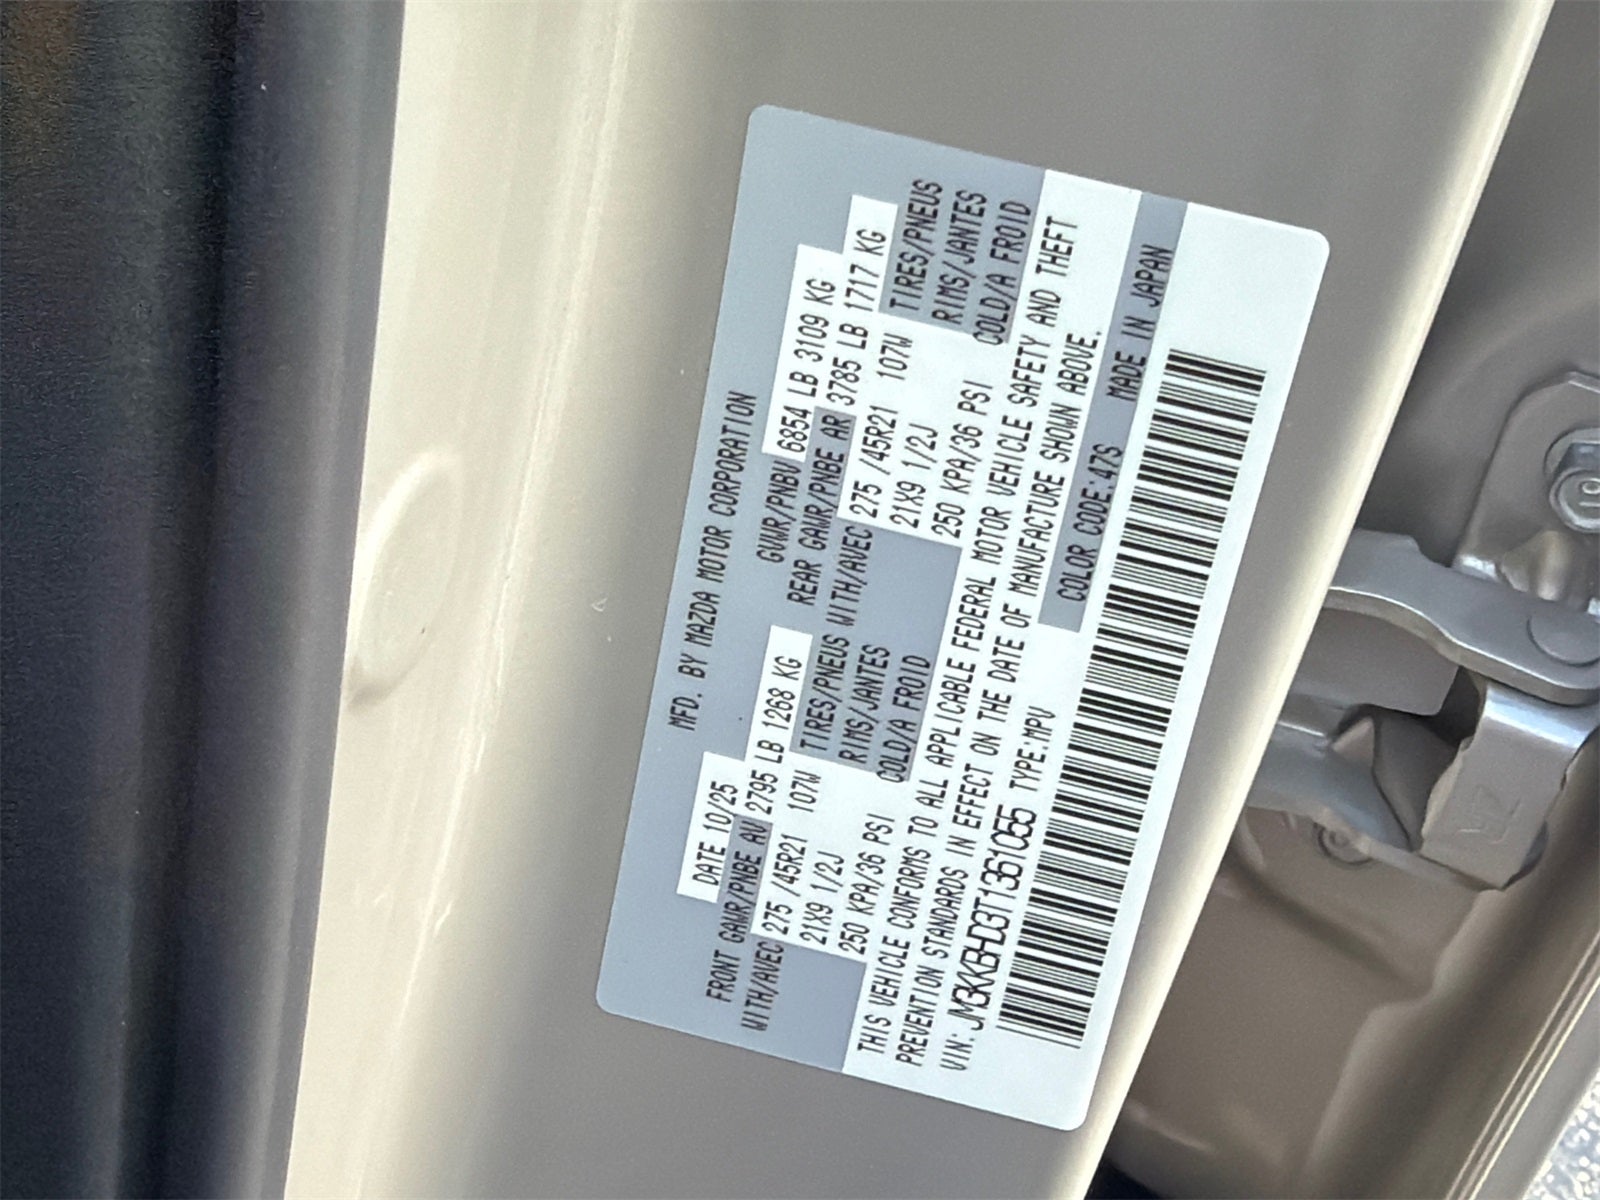 MFD. BY MAZDA MOTOR CORPORATION
DATE 10/25 GVWR/PNBV 6854 LB 3109 KG
FRONT GAWR/PNBE AV 2795 LB 1268 KG REAR GAWR/PNBE AR 3785 LB 1717 KG
WITH/AVEC 275 /45R21 107W TIRES/PNEUS WITH/AVEC 275 /45R21 107W TIRES/PNEUS
21X9 1/2J RIMS/JANTES 21X9 1/2J RIMS/JANTES
250 KPA/36 PSI COLD/A FROID 250 KPA/36 PSI COLD/A FROID
THIS VEHICLE CONFORMS TO ALL APPLICABLE FEDERAL MOTOR VEHICLE SAFETY AND THEFT
PREVENTION STANDARDS IN EFFECT ON THE DATE OF MANUFACTURE SHOWN ABOVE.
VIN: JM3KKBHD3T1361055 TYPE:MPV COLOR CODE:47S MADE IN JAPAN